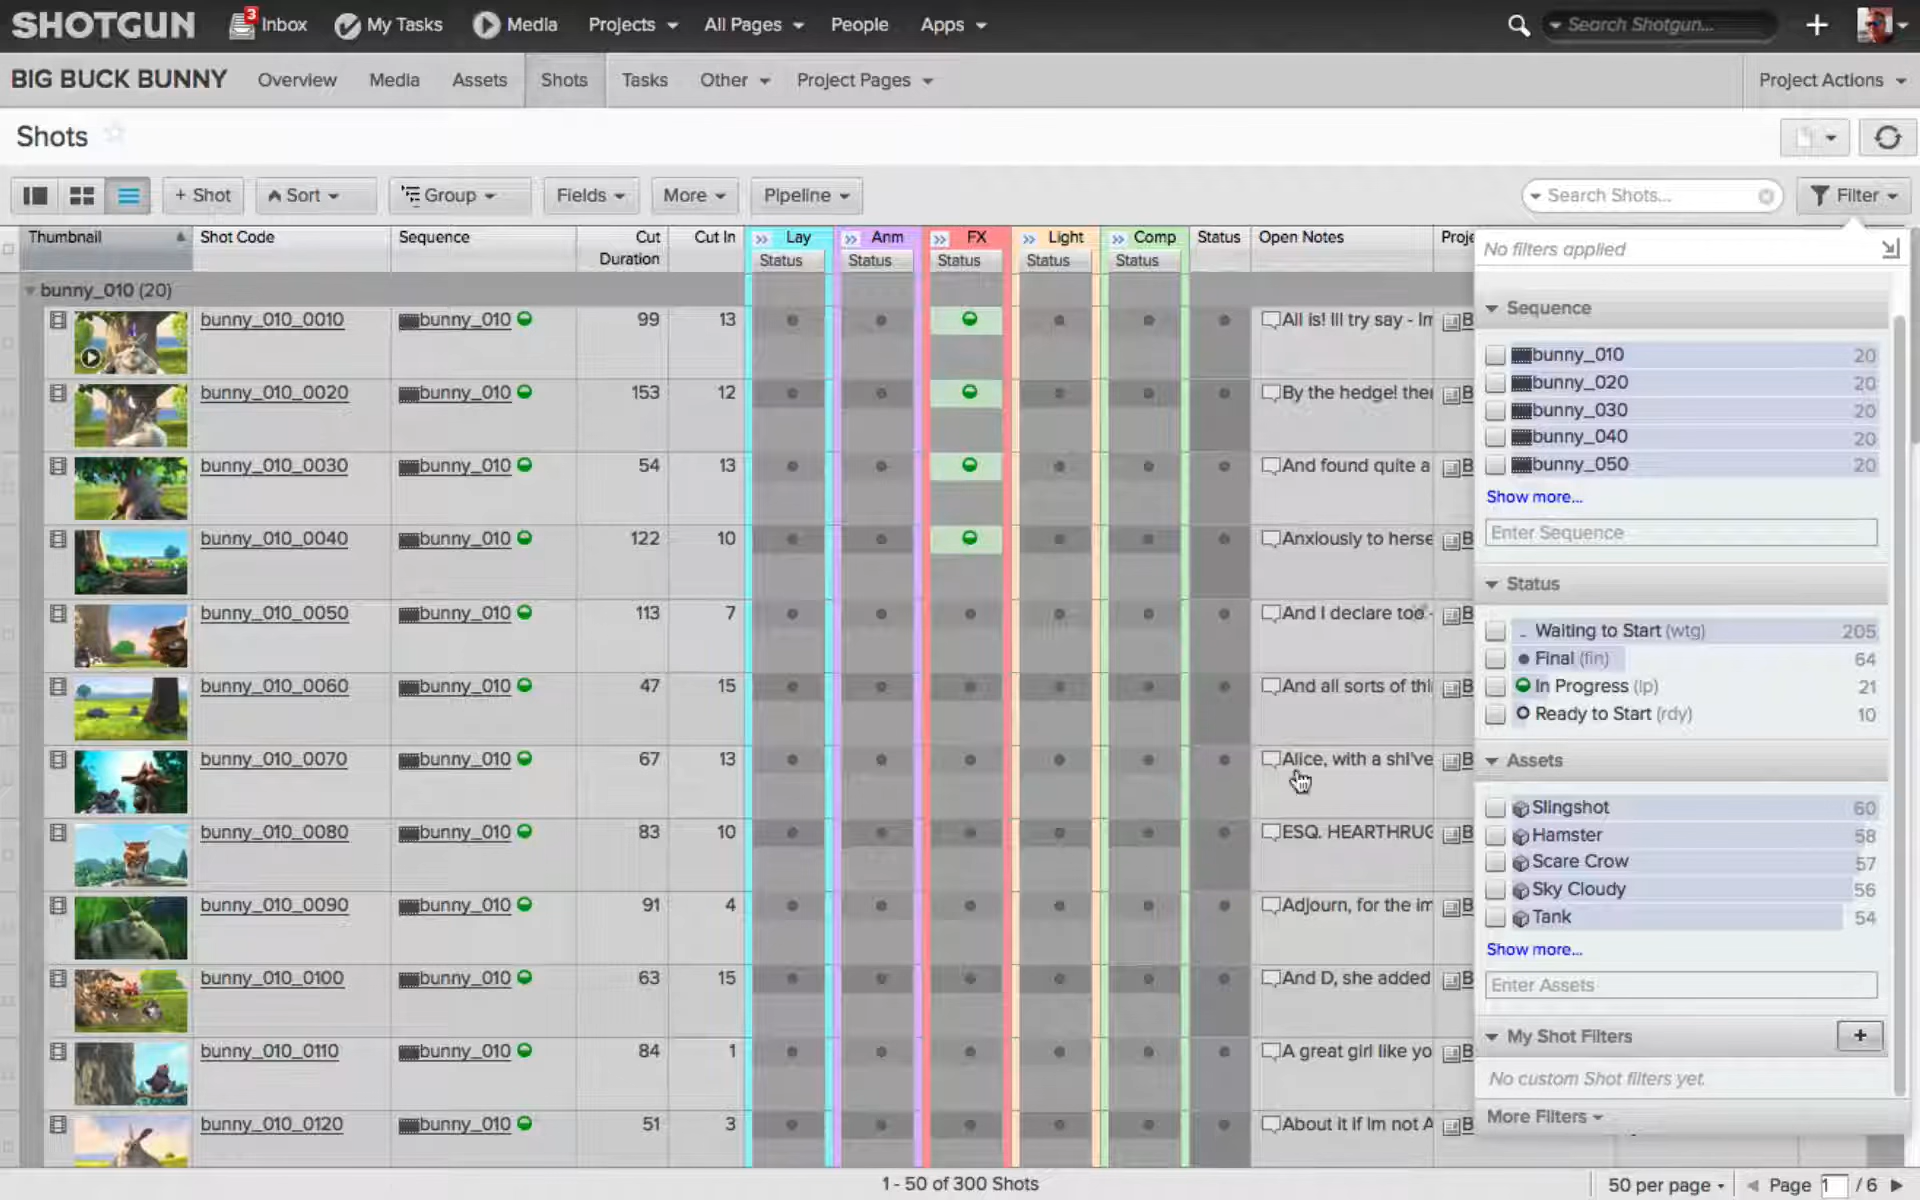 SHOTGUN 3 Inbox My Tasks Media Projects All Pages People Apps Search Shotgun...
BIG BUCK BUNNY Overview Media Assets Shots Tasks Other Project Pages Project Actions
Shots
+ Shot Sort Group Fields More Pipeline Search Shots... Filter
Thumbnail Shot Code Sequence Cut Duration Cut In Lay Status Anm Status FX Status Light Status Comp Status Status Open Notes Proje
bunny_010 (20)
bunny_010_0010 bunny_010 99 13 All is! Ill try say - Im B
bunny_010_0020 bunny_010 153 12 By the hedge! ther B
bunny_010_0030 bunny_010 54 13 And found quite a B
bunny_010_0040 bunny_010 122 10 Anxiously to herse B
bunny_010_0050 bunny_010 113 7 And I declare too - B
bunny_010_0060 bunny_010 47 15 And all sorts of thi B
bunny_010_0070 bunny_010 67 13 Alice, with a shi've B
bunny_010_0080 bunny_010 83 10 ESQ. HEARTHRUG B
bunny_010_0090 bunny_010 91 4 Adjourn, for the im B
bunny_010_0100 bunny_010 63 15 And D, she added B
bunny_010_0110 bunny_010 84 1 A great girl like yo B
bunny_010_0120 bunny_010 51 3 About it if Im not A B
No filters applied
Sequence
bunny_010 20
bunny_020 20
bunny_030 20
bunny_040 20
bunny_050 20
Show more...
Enter Sequence
Status
Waiting to Start (wtg) 205
Final (fin) 64
In Progress (ip) 21
Ready to Start (rdy) 10
Assets
Slingshot 60
Hamster 58
Scare Crow 57
Sky Cloudy 56
Tank 54
Show more...
Enter Assets
My Shot Filters +
No custom Shot filters yet.
More Filters
1 - 50 of 300 Shots 50 per page Page 1 / 6